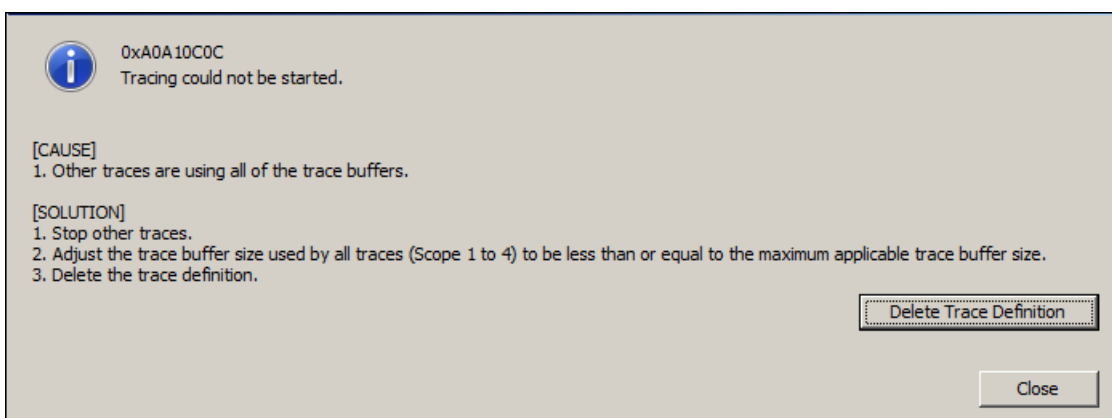 0xA0A10C0C
Tracing could not be started.
[CAUSE]
1. Other traces are using all of the trace buffers.
[SOLUTION]
1. Stop other traces.
2. Adjust the trace buffer size used by all traces (Scope 1 to 4) to be less than or equal to the maximum applicable trace buffer size.
3. Delete the trace definition.
Delete Trace Definition
Close